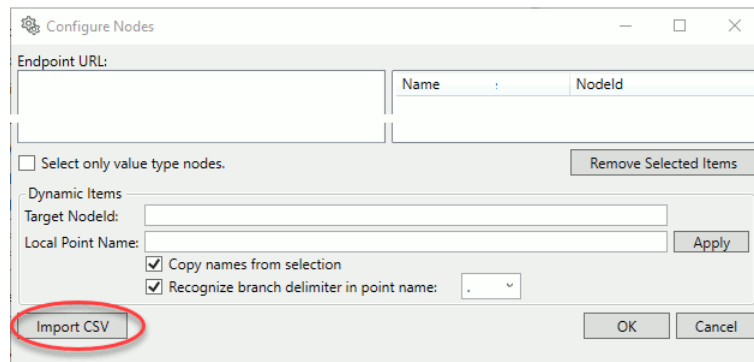 Configure Nodes
Endpoint URL:
Name NodeId
Select only value type nodes.
Remove Selected Items
Dynamic Items
Target NodeId:
Local Point Name:
Apply
Copy names from selection
Recognize branch delimiter in point name: .
Import CSV
OK
Cancel